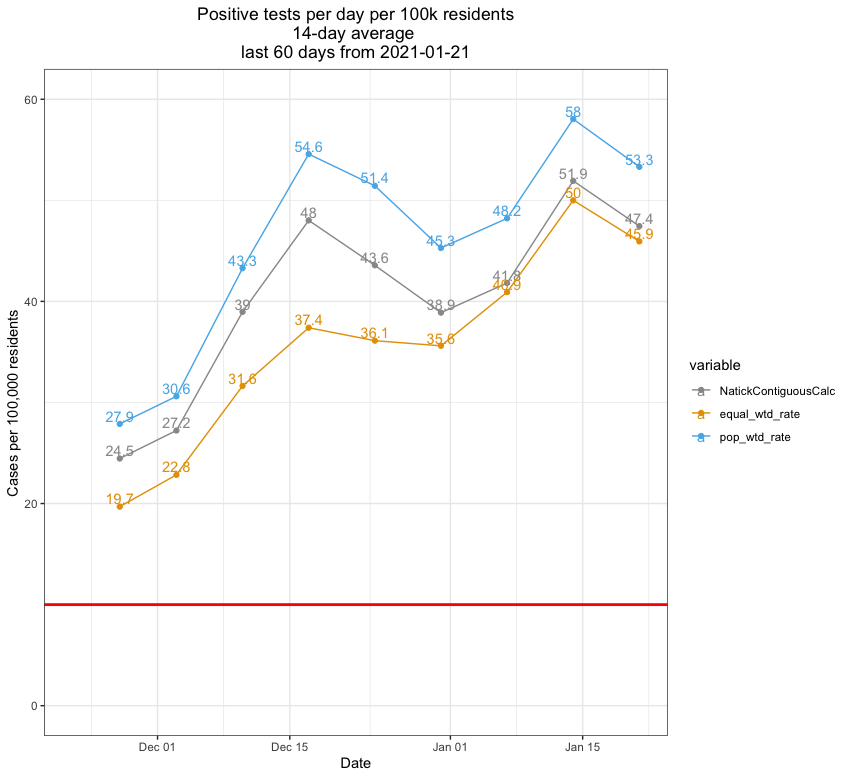 Positive tests per day per 100k residents
14-day average
last 60 days from 2021-01-21
Cases per 100,000 residents
60
40
20
0
27.9
30.6
43.3
54.6
51.4
45.3
48.2
58
53.3
24.5
27.2
39
48
43.6
38.9
41.8
51.9
47.4
19.7
22.8
31.6
37.4
36.1
35.6
40.9
50
45.9
Dec 01
Dec 15
Jan 01
Jan 15
Date
variable
a NatickContiguousCalc
a equal_wtd_rate
a pop_wtd_rate